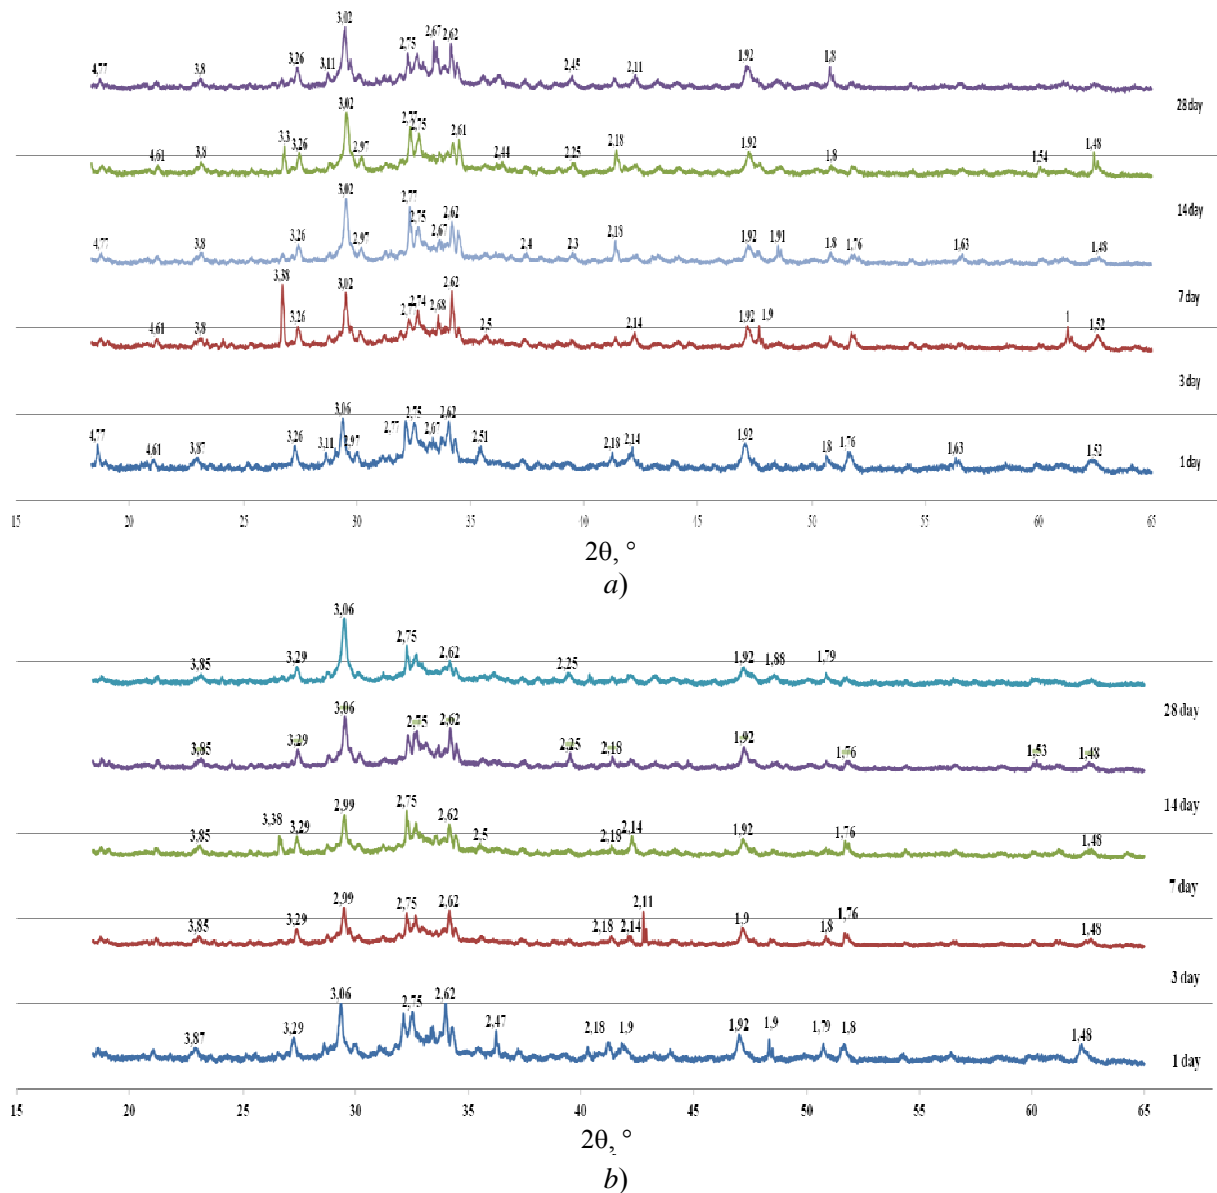 3,02
2,75 2,67 2,62
4,77 3,8 3,26 3,11 2,45 2,11 1,92 1,8
28 day
3,02
4,61 3,8 3,3 3,26 2,97 2,77 2,75 2,61 2,44 2,25 2,18 1,92 1,8 1,54 1,48
14 day
3,02
4,77 3,8 3,26 2,97 2,77 2,75 2,67 2,62 2,4 2,3 2,18 1,92 1,91 1,8 1,76 1,63 1,48
7 day
4,61 3,8 3,38 3,26 3,02 2,74 2,68 2,62 2,5 2,14 1,92 1,9 1 1,52
3 day
4,77 4,61 3,87 3,26 3,11 3,06 2,97 2,77 2,75 2,67 2,62 2,51 2,18 2,14 1,92 1,8 1,76 1,63 1,52
1 day
15 20 25 30 35 40 45 50 55 60 65
2θ, °
a)
3,06
3,85 3,29 2,75 2,62 2,25 1,92 1,88 1,79
28 day
3,06
3,85 3,29 2,75 2,62 2,25 2,18 1,92 1,76 1,53 1,48
14 day
3,85 3,38 3,29 2,99 2,75 2,62 2,5 2,18 2,14 1,92 1,76 1,48
7 day
3,85 3,29 2,99 2,75 2,62 2,18 2,14 2,11 1,9 1,8 1,76 1,48
3 day
3,87 3,29 3,06 2,75 2,62 2,47 2,18 1,9 1,92 1,9 1,79 1,8 1,48
1 day
15 20 25 30 35 40 45 50 55 60 65
2θ, °
b)